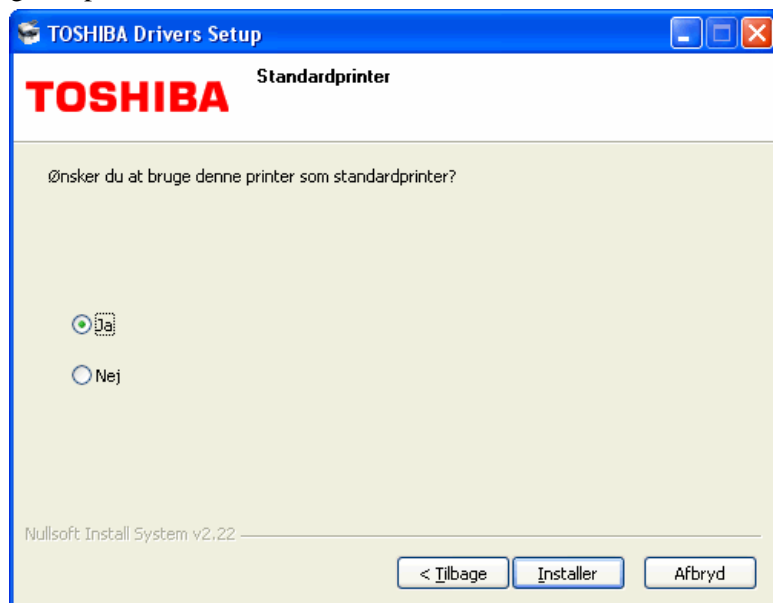 TOSHIBA Drivers Setup
TOSHIBA
Standardprinter
Ønsker du at bruge denne printer som standardprinter?
Ja
Nej
Nullsoft Install System v2.22
< Tilbage
Installer
Afbryd